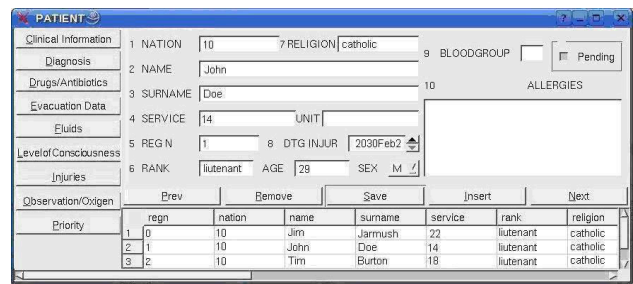 PATIENT
Clinical Information
Diagnosis
Drugs/Antibiotics
Evacuation Data
Fluids
Level of Consciousness
Injuries
Observation/Oxigen
Priority
1 NATION 10 7 RELIGION catholic
2 NAME John
3 SURNAME Doe
4 SERVICE 14 UNIT
5 REG N 1 8 DTG INJUR 2030Feb2
6 RANK liutenant AGE 29 SEX M
9 BLOODGROUP Pending
10 ALLERGIES
Prev Remove Save Insert Next
regn nation name surname service rank religion
1 0 10 Jim Jarmush 22 liutenant catholic
2 1 10 John Doe 14 liutenant catholic
3 2 10 Tim Burton 18 liutenant catholic